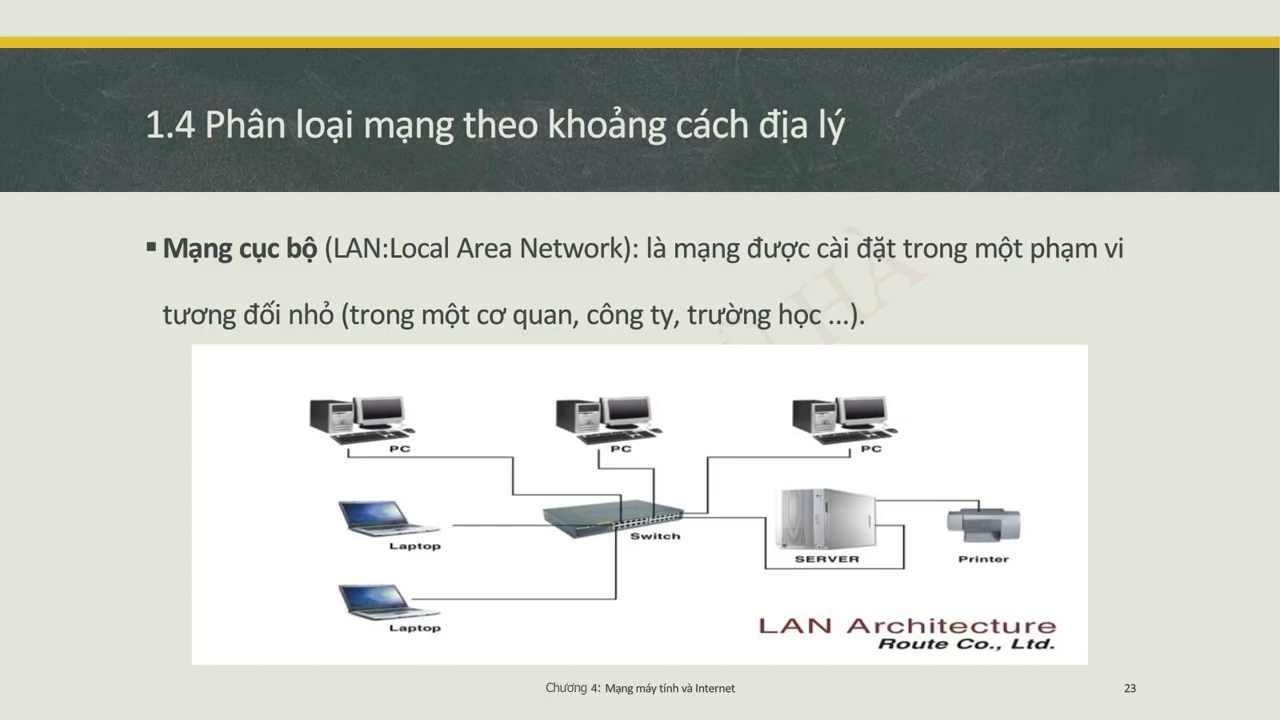 1.4 Phân loại mạng theo khoảng cách địa lý
▪ Mạng cục bộ (LAN:Local Area Network): là mạng được cài đặt trong một phạm vi
tương đối nhỏ (trong một cơ quan, công ty, trường học ...).
PC
PC
PC
Laptop
Switch
SERVER
Printer
Laptop
LAN Architecture
Route Co., Ltd.
Chương 4: Mạng máy tính và Internet
23